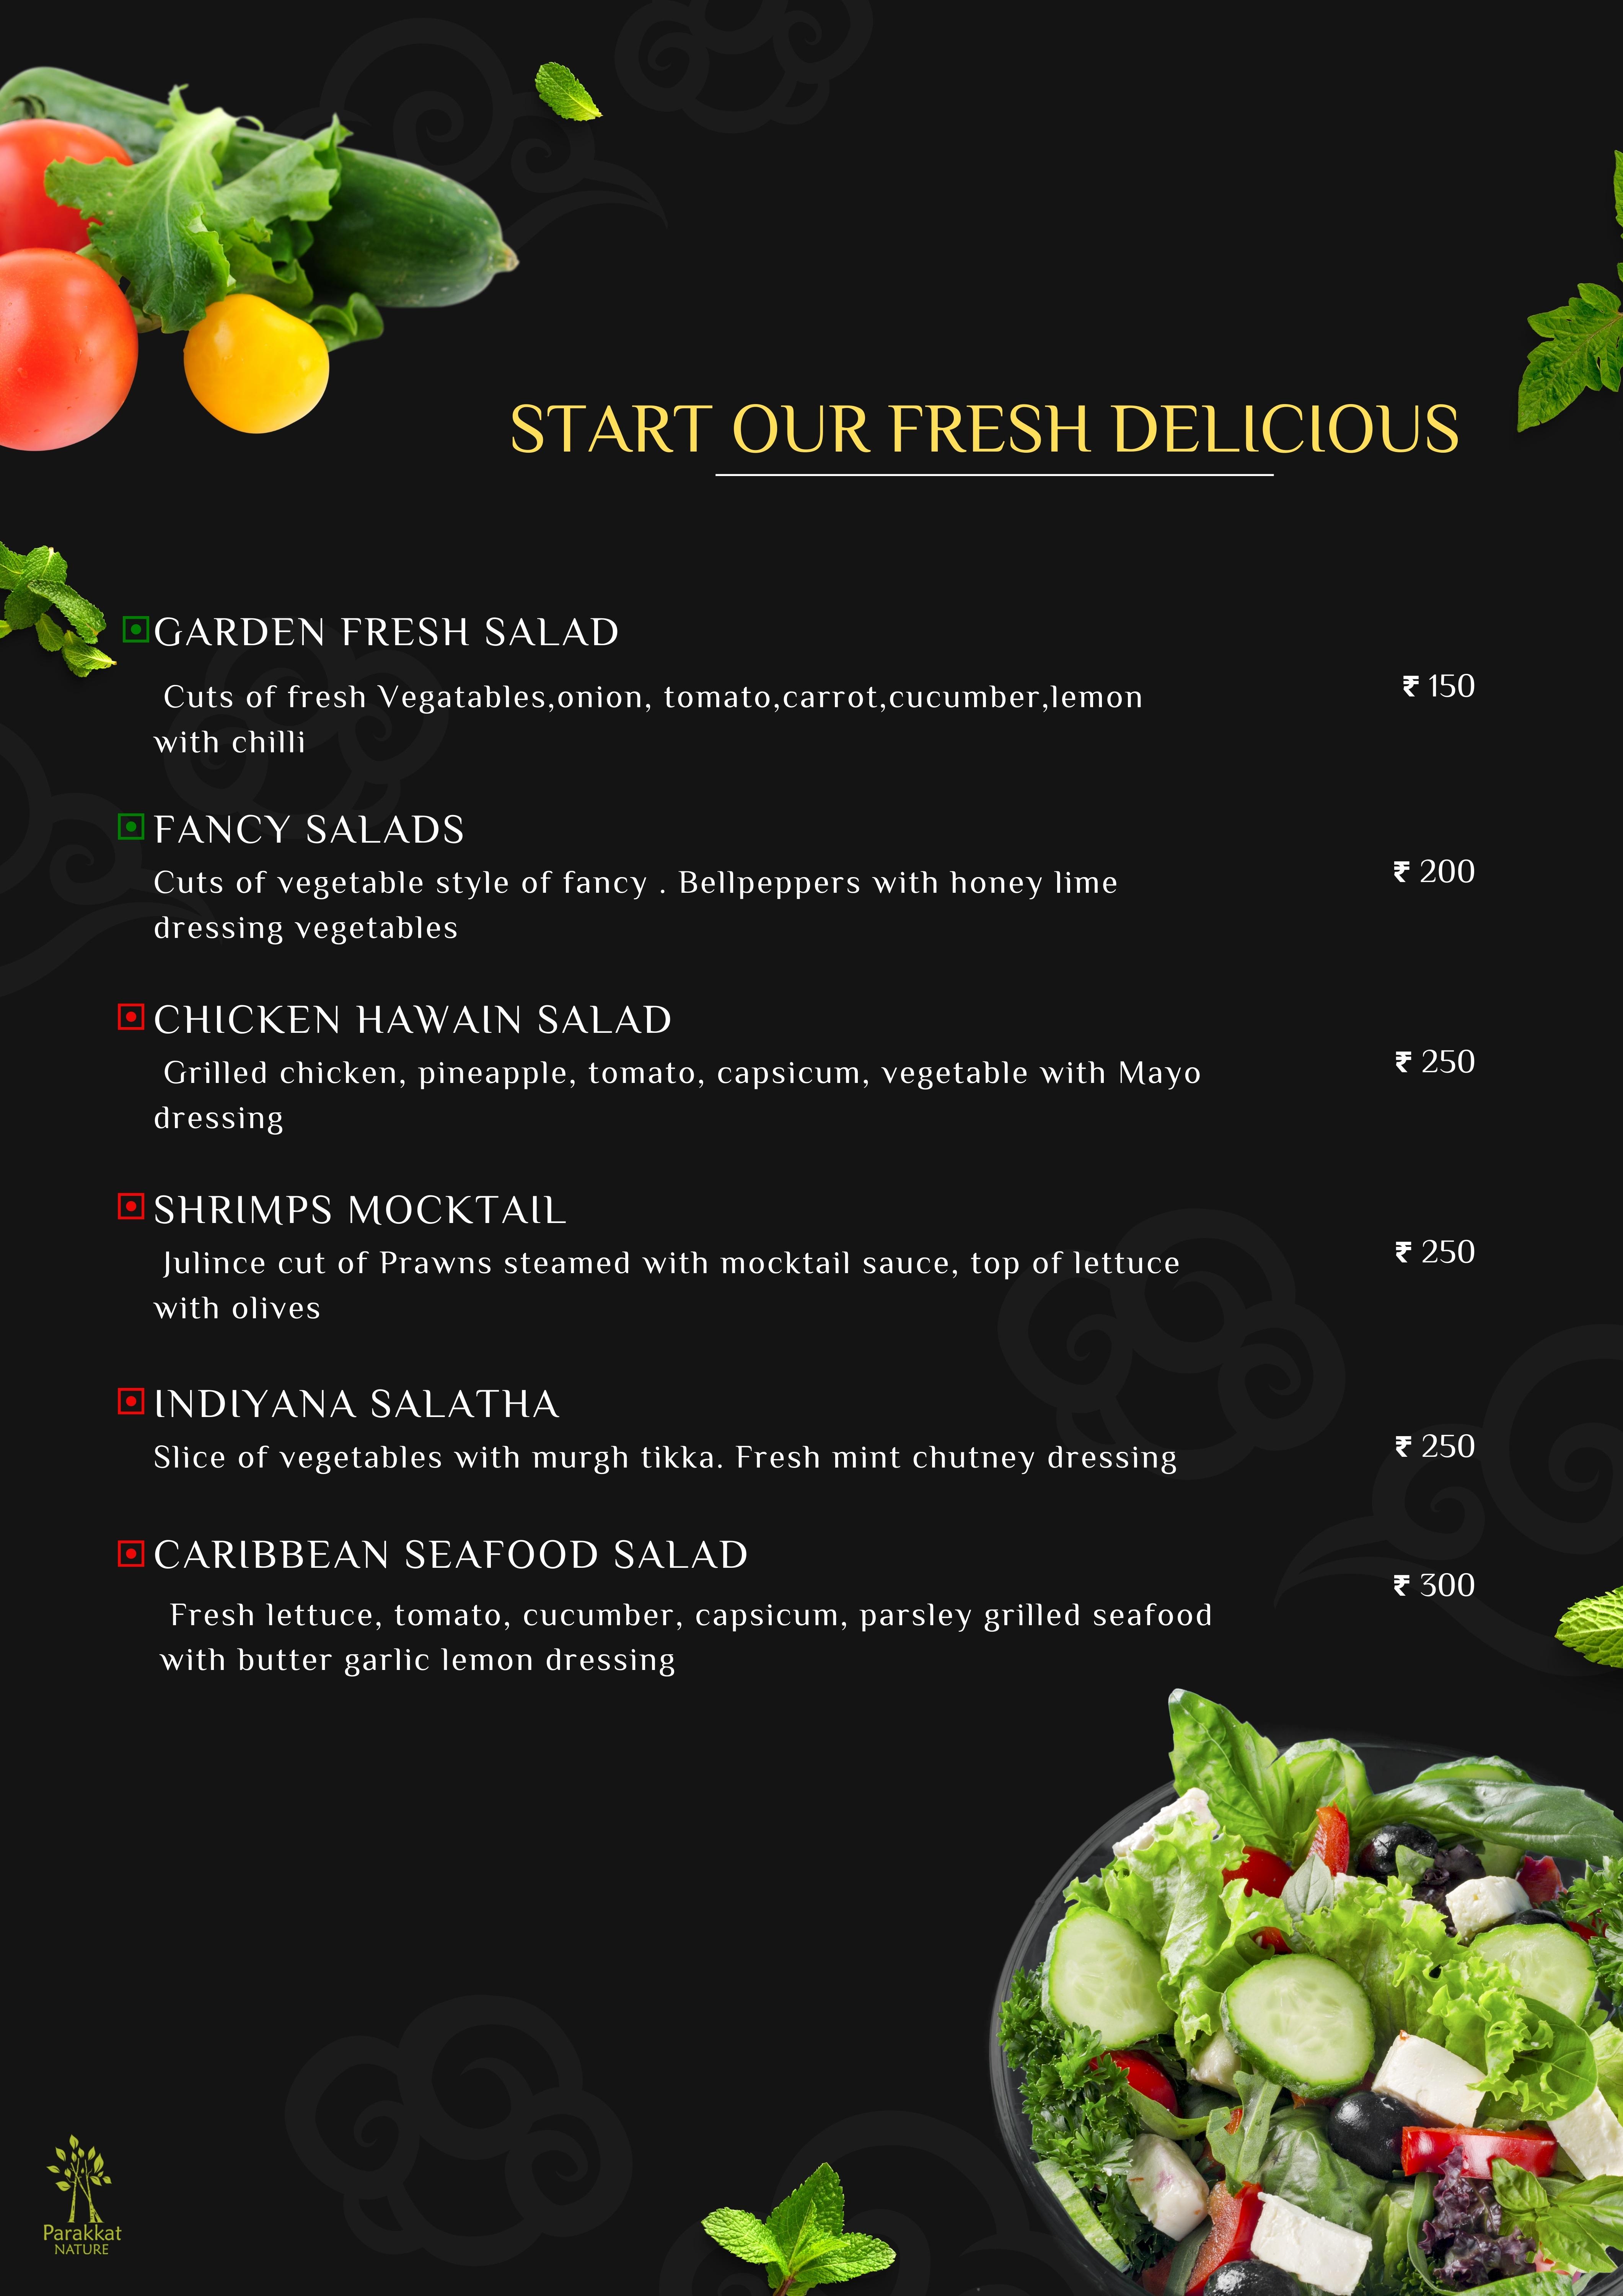 START OUR FRESH DELICIOUS
GARDEN FRESH SALAD
Cuts of fresh Vegatables,onion, tomato,carrot,cucumber,lemon
with chilli
₹ 150
FANCY SALADS
Cuts of vegetable style of fancy . Bellpeppers with honey lime
dressing vegetables
₹ 200
CHICKEN HAWAIN SALAD
Grilled chicken, pineapple, tomato, capsicum, vegetable with Mayo
dressing
₹ 250
SHRIMPS MOCKTAIL
Julince cut of Prawns steamed with mocktail sauce, top of lettuce
with olives
₹ 250
INDIYANA SALATHA
Slice of vegetables with murgh tikka. Fresh mint chutney dressing
₹ 250
CARIBBEAN SEAFOOD SALAD
Fresh lettuce, tomato, cucumber, capsicum, parsley grilled seafood
with butter garlic lemon dressing
₹ 300
Parakkat
NATURE